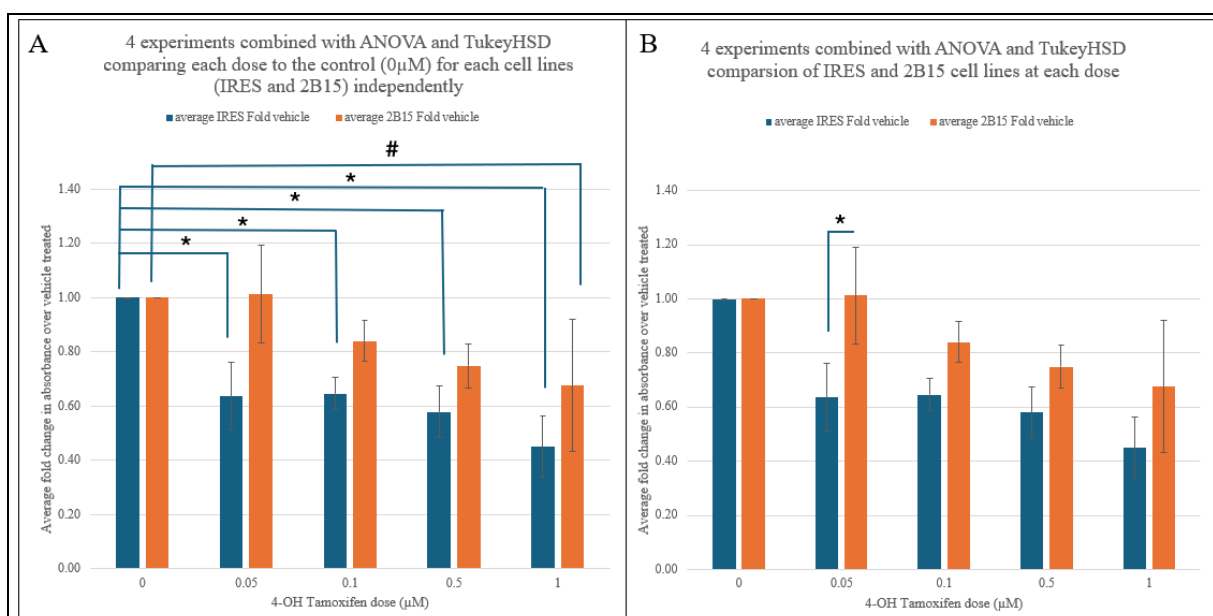 A
4 experiments combined with ANOVA and TukeyHSD
comparing each dose to the control (0µM) for each cell lines
(IRES and 2B15) independently
average IRES Fold vehicle
average 2B15 Fold vehicle
#
*
*
*
*
Average fold change in absorbance over vehicle treated
1.40
1.20
1.00
0.80
0.60
0.40
0.20
0.00
0 0.05 0.1 0.5 1
4-OH Tamoxifen dose (µM)
B
4 experiments combined with ANOVA and TukeyHSD
comparsion of IRES and 2B15 cell lines at each dose
average IRES Fold vehicle
average 2B15 Fold vehicle
*
Average fold change in absorbance over vehicle treated
1.40
1.20
1.00
0.80
0.60
0.40
0.20
0.00
0 0.05 0.1 0.5 1
4-OH Tamoxifen dose (µM)